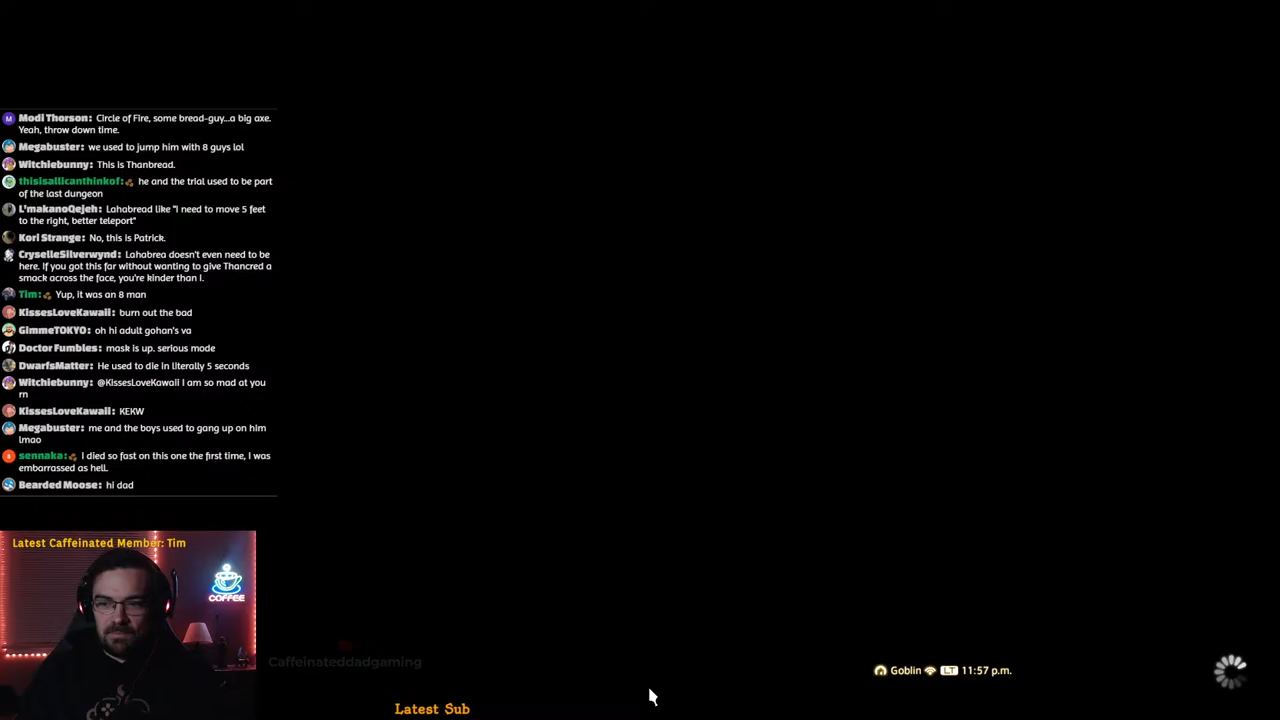 Modi Thorson: Circle of Fire, some bread-guy...a big axe.
Yeah, throw down time.
Megabuster: we used to jump him with 8 guys lol
Witchiebunny: This is Thanbread.
thisisallicanthinkof: he and the trial used to be part
of the last dungeon
L'makanoQejeh: Lahabread like "I need to move 5 feet
to the right, better teleport"
Kori Strange: No, this is Patrick.
CryselleSilverwynd: Lahabrea doesn't even need to be
here. If you got this far without wanting to give Thancred a
smack across the face, you're kinder than I.
Tim: Yup, it was an 8 man
KissesLoveKawaii: burn out the bad
GimmeTOKYO: oh hi adult gohan's va
Doctor Fumbles: mask is up. serious mode
DwarfsMatter: He used to die in literally 5 seconds
Witchiebunny: @KissesLoveKawaii I am so mad at you
rn
KissesLoveKawaii: KEKW
Megabuster: me and the boys used to gang up on him
lmao
sennaka: I died so fast on this one the first time, I was
embarrassed as hell.
Bearded Moose: hi dad
Latest Caffeinated Member: Tim
COFFEE
Caffeinateddadgaming
Goblin LT 11:57 p.m.
Latest Sub